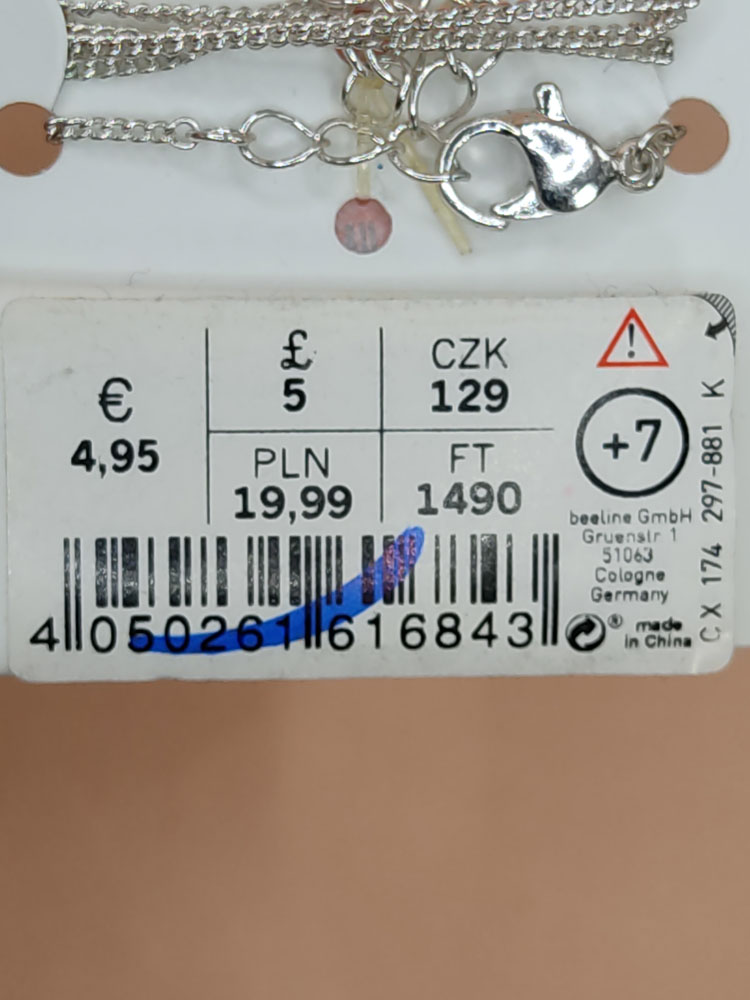 €
4,95
£
5
CZK
129
PLN
19,99
FT
1490
!
+7
beeline GmbH
Gruenstr 1
51063
Cologne
Germany
® made
in China
CX 174 297-881 K
4 050261 616843